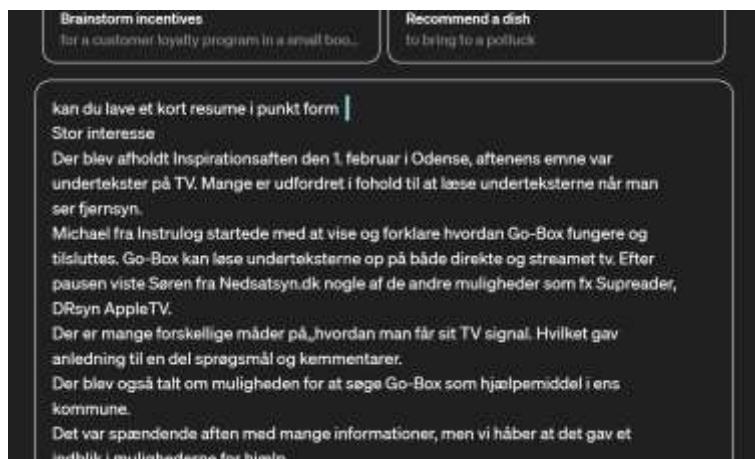 Brainstorm incentives
for a customer loyalty program in a small boo...
Recommend a dish
to bring to a potluck
kan du lave et kort resume i punkt form
Stor interesse
Der blev afholdt Inspirationsaften den 1. februar i Odense, aftenens emne var
undertekster på TV. Mange er udfordret i fohold til at læse underteksterne når man
ser fjernsyn.
Michael fra Instrulog startede med at vise og forklare hvordan Go-Box fungere og
tilsluttes. Go-Box kan løse underteksterne op på både direkte og streamet tv. Efter
pausen viste Søren fra Nedsatsyn.dk nogle af de andre muligheder som fx Supreader,
DRsyn AppleTV.
Der er mange forskellige måder på,,hvordan man får sit TV signal. Hvilket gav
anledning til en del sprøgsmål og kemmentarer.
Der blev også talt om muligheden for at søge Go-Box som hjælpemiddel i ens
kommune.
Det var spændende aften med mange informationer, men vi håber at det gav et
indblik i mulighederne for hjælp